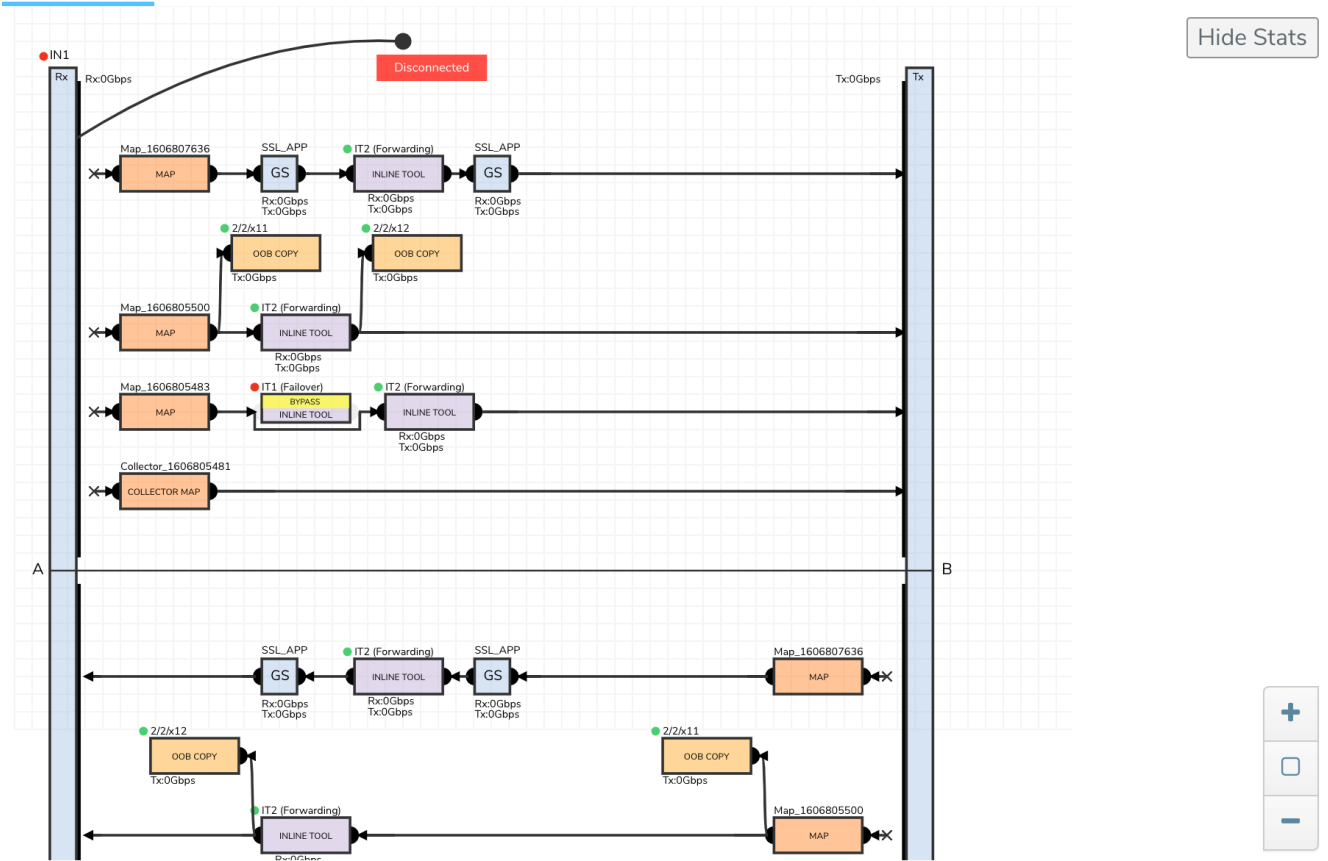 Hide Stats
IN1
Disconnected
Rx
Rx:0Gbps
Tx:0Gbps
Tx
Map_1606807636
SSL_APP
IT2 (Forwarding)
SSL_APP
MAP
GS
INLINE TOOL
GS
Rx:0Gbps
Tx:0Gbps
Rx:0Gbps
Tx:0Gbps
Rx:0Gbps
Tx:0Gbps
2/2/x11
2/2/x12
OOB COPY
OOB COPY
Tx:0Gbps
Tx:0Gbps
Map_1606805500
IT2 (Forwarding)
MAP
INLINE TOOL
Rx:0Gbps
Tx:0Gbps
Map_1606805483
IT1 (Failover)
IT2 (Forwarding)
MAP
BYPASS
INLINE TOOL
INLINE TOOL
Rx:0Gbps
Tx:0Gbps
Collector_1606805481
COLLECTOR MAP
A
B
SSL_APP
IT2 (Forwarding)
SSL_APP
Map_1606807636
GS
INLINE TOOL
GS
MAP
Rx:0Gbps
Tx:0Gbps
Rx:0Gbps
Tx:0Gbps
Rx:0Gbps
Tx:0Gbps
2/2/x12
2/2/x11
OOB COPY
OOB COPY
Tx:0Gbps
Tx:0Gbps
IT2 (Forwarding)
Map_1606805500
INLINE TOOL
MAP
Rx:0Gbps